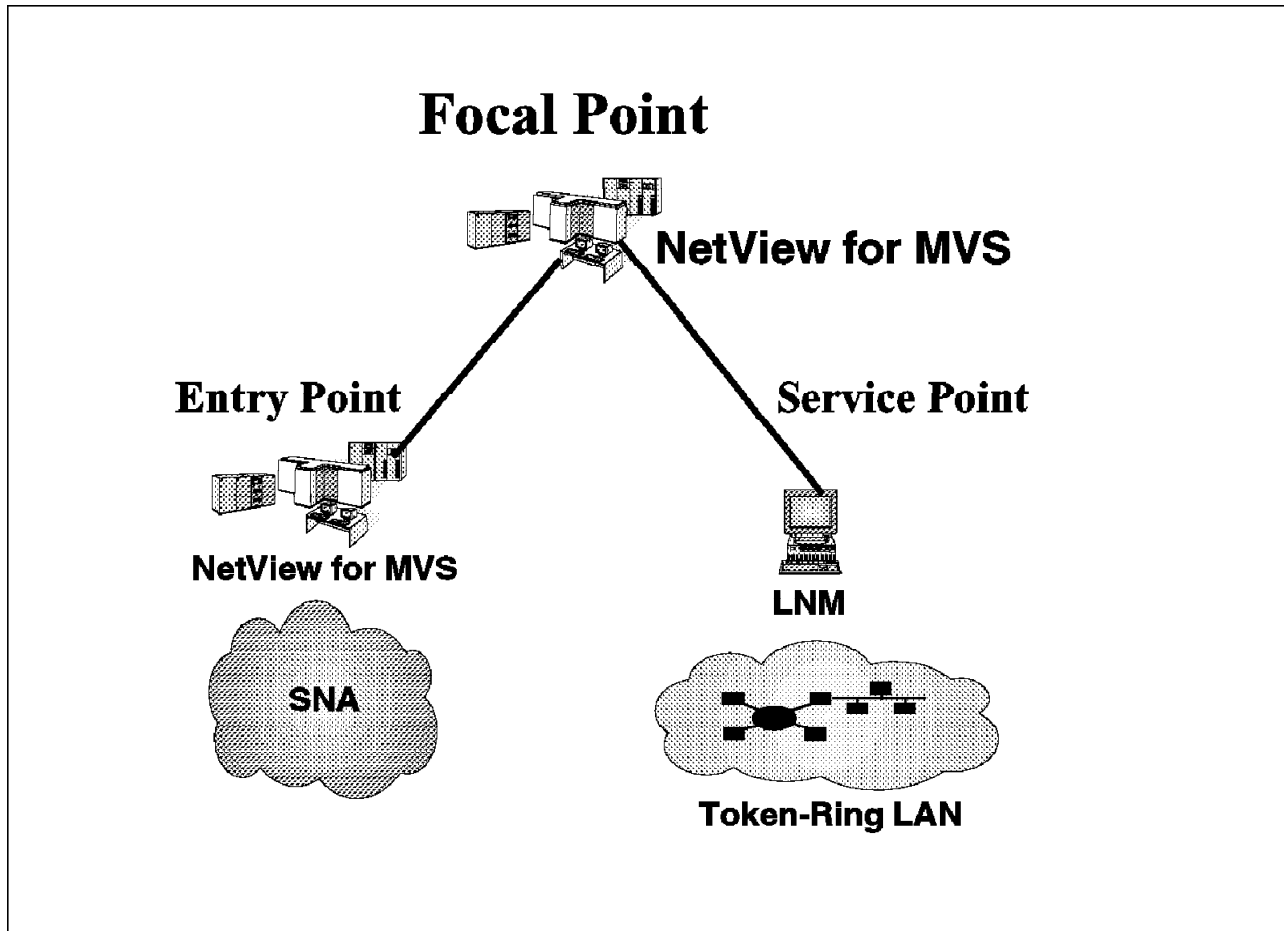 Focal Point
NetView for MVS
Entry Point
Service Point
NetView for MVS
LNM
SNA
Token-Ring LAN